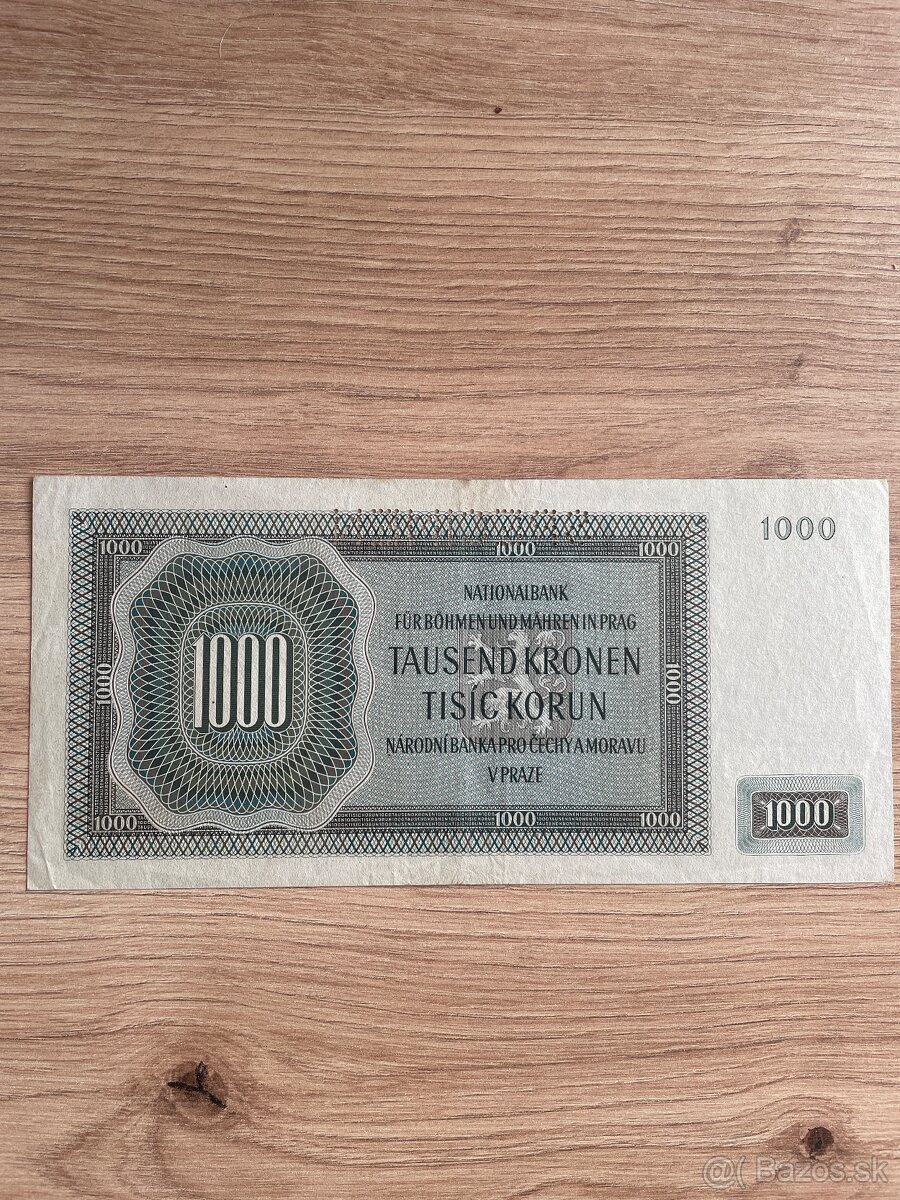 1000
1000 1000 1000
NATIONALBANK
FÜR BÖHMEN UND MÄHREN IN PRAG
TAUSEND KRONEN
1000 1000 1000
TISÍC KORUN
NÁRODNÍ BANKA PRO ČECHY A MORAVU
V PRAZE
1000 1000 1000
1000
@( Bazos.sk